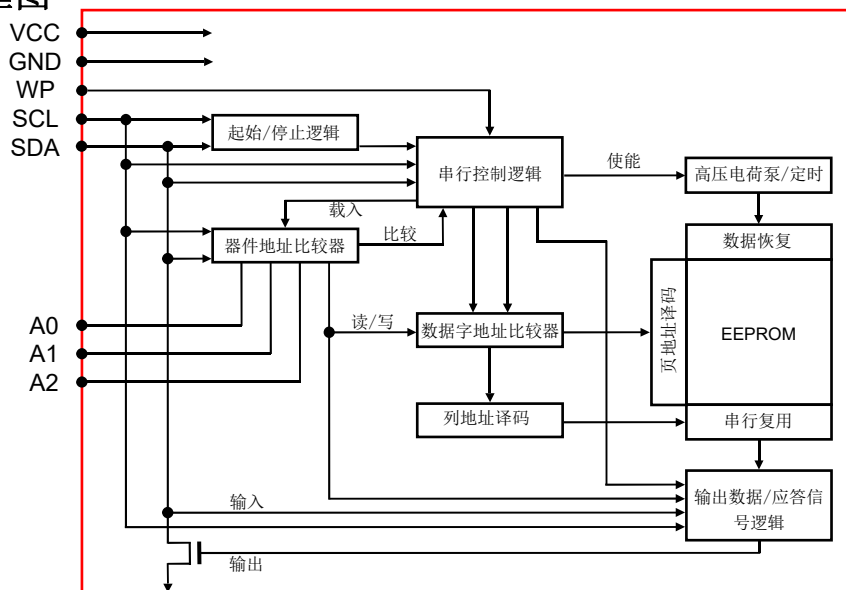 VCC
GND
WP
SCL
SDA
起始/停止逻辑
串行控制逻辑
使能
高压电荷泵/定时
载入
器件地址比较器
比较
数据恢复
A0
A1
A2
读/写
数据字地址比较器
页地址译码
EEPROM
列地址译码
串行复用
输入
输出数据/应答信
号逻辑
输出